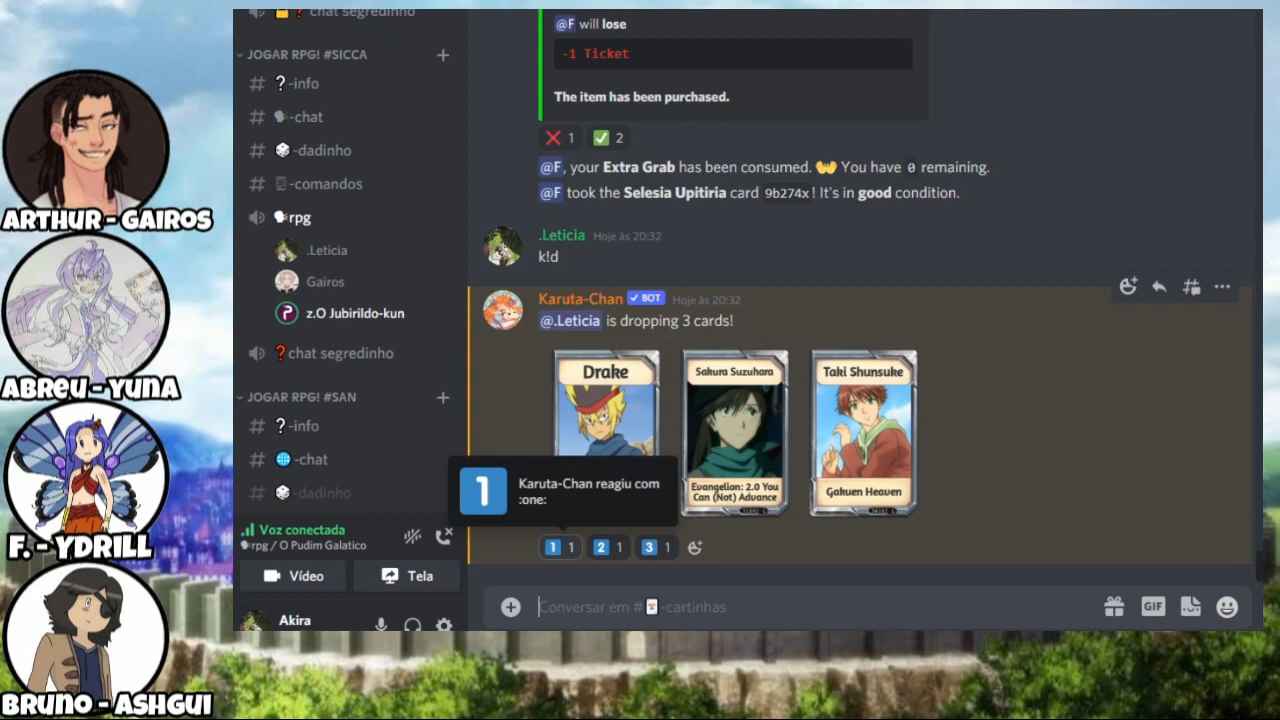 ARTHUR - GAIROS
ABREU - YUNA
F. - YDRILL
BRUNO - ASHGUI
chat segredinho
JOGAR RPG! #SICCA
-info
-chat
-dadinho
-comandos
rpg
.Leticia
Gairos
z.O Jubirildo-kun
chat segredinho
JOGAR RPG! #SAN
-info
-chat
-dadinho
Voz conectada
rpg / O Pudim Galatico
Vídeo
Tela
Akira
@F will lose
-1 Ticket
The item has been purchased.
1 2
@F, your Extra Grab has been consumed. You have 0 remaining.
@F took the Selesia Upitiria card 9b274x! It's in good condition.
.Leticia Hoje às 20:32
k!d
Karuta-Chan BOT Hoje às 20:32
@.Leticia is dropping 3 cards!
Drake
Sakura Suzuhara
Evangelion: 2.0 You
Can (Not) Advance
Taki Shunsuke
Gakuen Heaven
1
Karuta-Chan reagiu com
:one:
1 1 2 1 3 1
Conversar em # -cartinhas
GIF